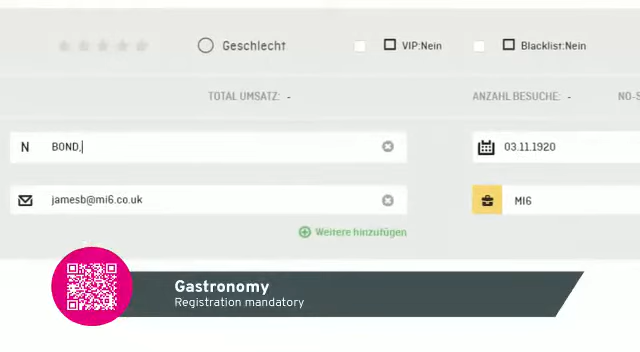 Geschlecht
VIP:Nein
Blacklist:Nein
TOTAL UMSATZ: -
ANZAHL BESUCHE: -
NO-S
N BOND,
03.11.1920
jamesb@mi6.co.uk
MI6
Weitere hinzufügen
Gastronomy
Registration mandatory